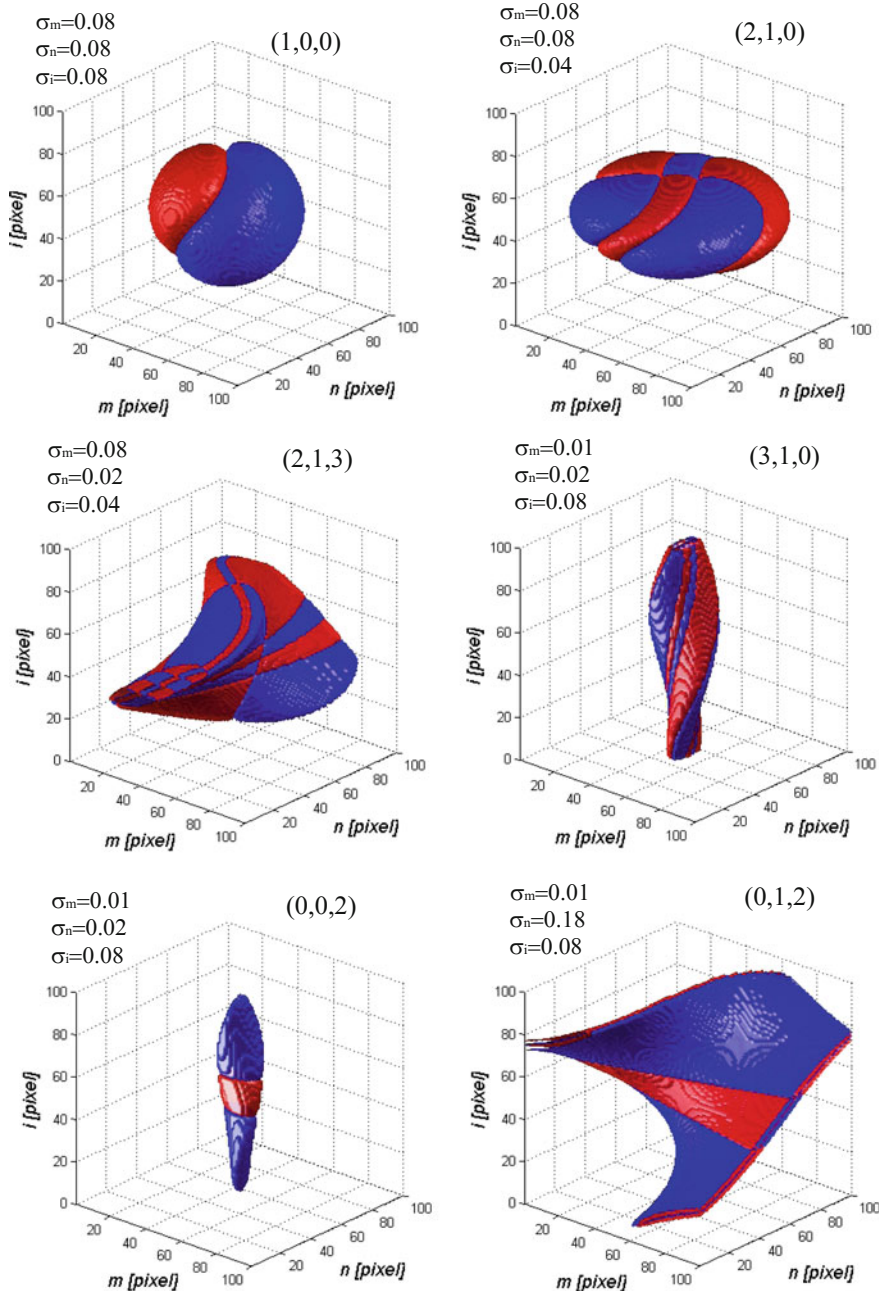 σm=0.08
σn=0.08
σi=0.08
(1,0,0)
100
80
60
40
20
0
i [pixel]
20
40
60
80
100
m [pixel]
20
40
60
80
100
n [pixel]
σm=0.08
σn=0.08
σi=0.04
(2,1,0)
100
80
60
40
20
0
i [pixel]
20
40
60
80
100
m [pixel]
20
40
60
80
100
n [pixel]
σm=0.08
σn=0.02
σi=0.04
(2,1,3)
100
80
60
40
20
0
i [pixel]
20
40
60
80
100
m [pixel]
20
40
60
80
100
n [pixel]
σm=0.01
σn=0.02
σi=0.08
(3,1,0)
100
80
60
40
20
0
i [pixel]
20
40
60
80
100
m [pixel]
20
40
60
80
100
n [pixel]
σm=0.01
σn=0.02
σi=0.08
(0,0,2)
100
80
60
40
20
0
i [pixel]
20
40
60
80
100
m [pixel]
20
40
60
80
100
n [pixel]
σm=0.01
σn=0.18
σi=0.08
(0,1,2)
100
80
60
40
20
0
i [pixel]
20
40
60
80
100
m [pixel]
20
40
60
80
100
n [pixel]